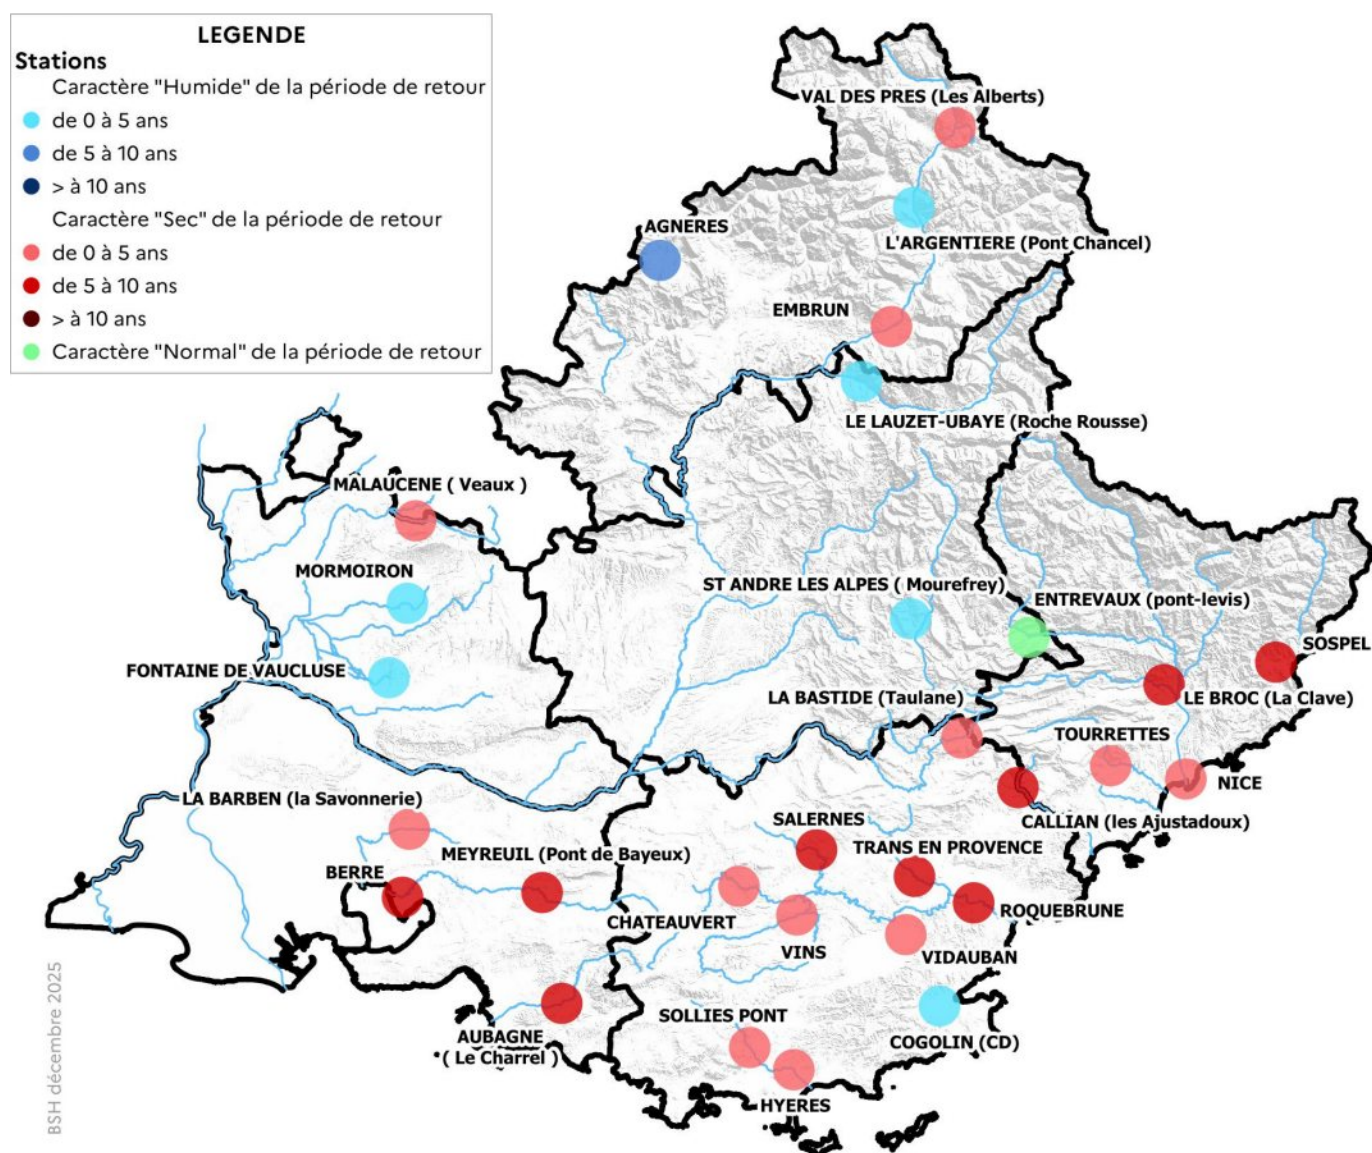 LEGENDE
Stations
Caractère "Humide" de la période de retour
de 0 à 5 ans
de 5 à 10 ans
> à 10 ans
Caractère "Sec" de la période de retour
de 0 à 5 ans
de 5 à 10 ans
> à 10 ans
Caractère "Normal" de la période de retour
VAL DES PRES (Les Alberts)
AGNERES
L'ARGENTIERE (Pont Chancel)
EMBRUN
LE LAUZET-UBAYE (Roche Rousse)
MALAUCENE ( Veaux )
MORMOIRON
ST ANDRE LES ALPES ( Mourefrey)
ENTREVAUX (pont-levis)
SOSPEL
FONTAINE DE VAUCLUSE
LA BASTIDE (Taulane)
LE BROC (La Clave)
TOURRETTES
NICE
LA BARBEN (la Savonnerie)
SALERNES
CALLIAN (les Ajustadoux)
MEYREUIL (Pont de Bayeux)
TRANS EN PROVENCE
BERRE
CHATEAUVERT
ROQUEBRUNE
VINS
VIDAUBAN
SOLLIES PONT
AUBAGNE
( Le Charrel )
COGOLIN (CD)
HYERES
BSH décembre 2025